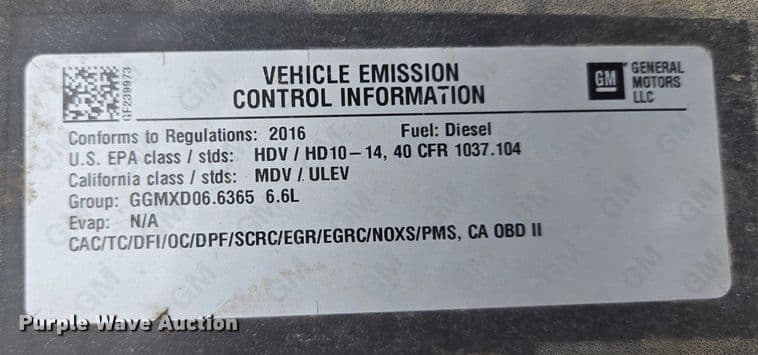 GF239973
VEHICLE EMISSION
CONTROL INFORMATION
GM
GENERAL
MOTORS
LLC
Conforms to Regulations: 2016 Fuel: Diesel
U.S. EPA class / stds: HDV / HD10-14, 40 CFR 1037.104
California class / stds: MDV / ULEV
Group: GGMXD06.6365 6.6L
Evap: N/A
CAC/TC/DFI/OC/DPF/SCRC/EGR/EGRC/NOXS/PMS, CA OBD II
Purple Wave Auction